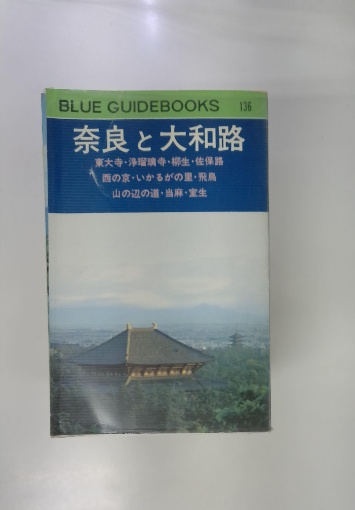 BLUE GUIDEBOOKS 136
奈良と大和路
東大寺・浄瑠璃寺・柳生・佐保路
西の京・いかるがの里・飛鳥
山の辺の道・当麻・室生